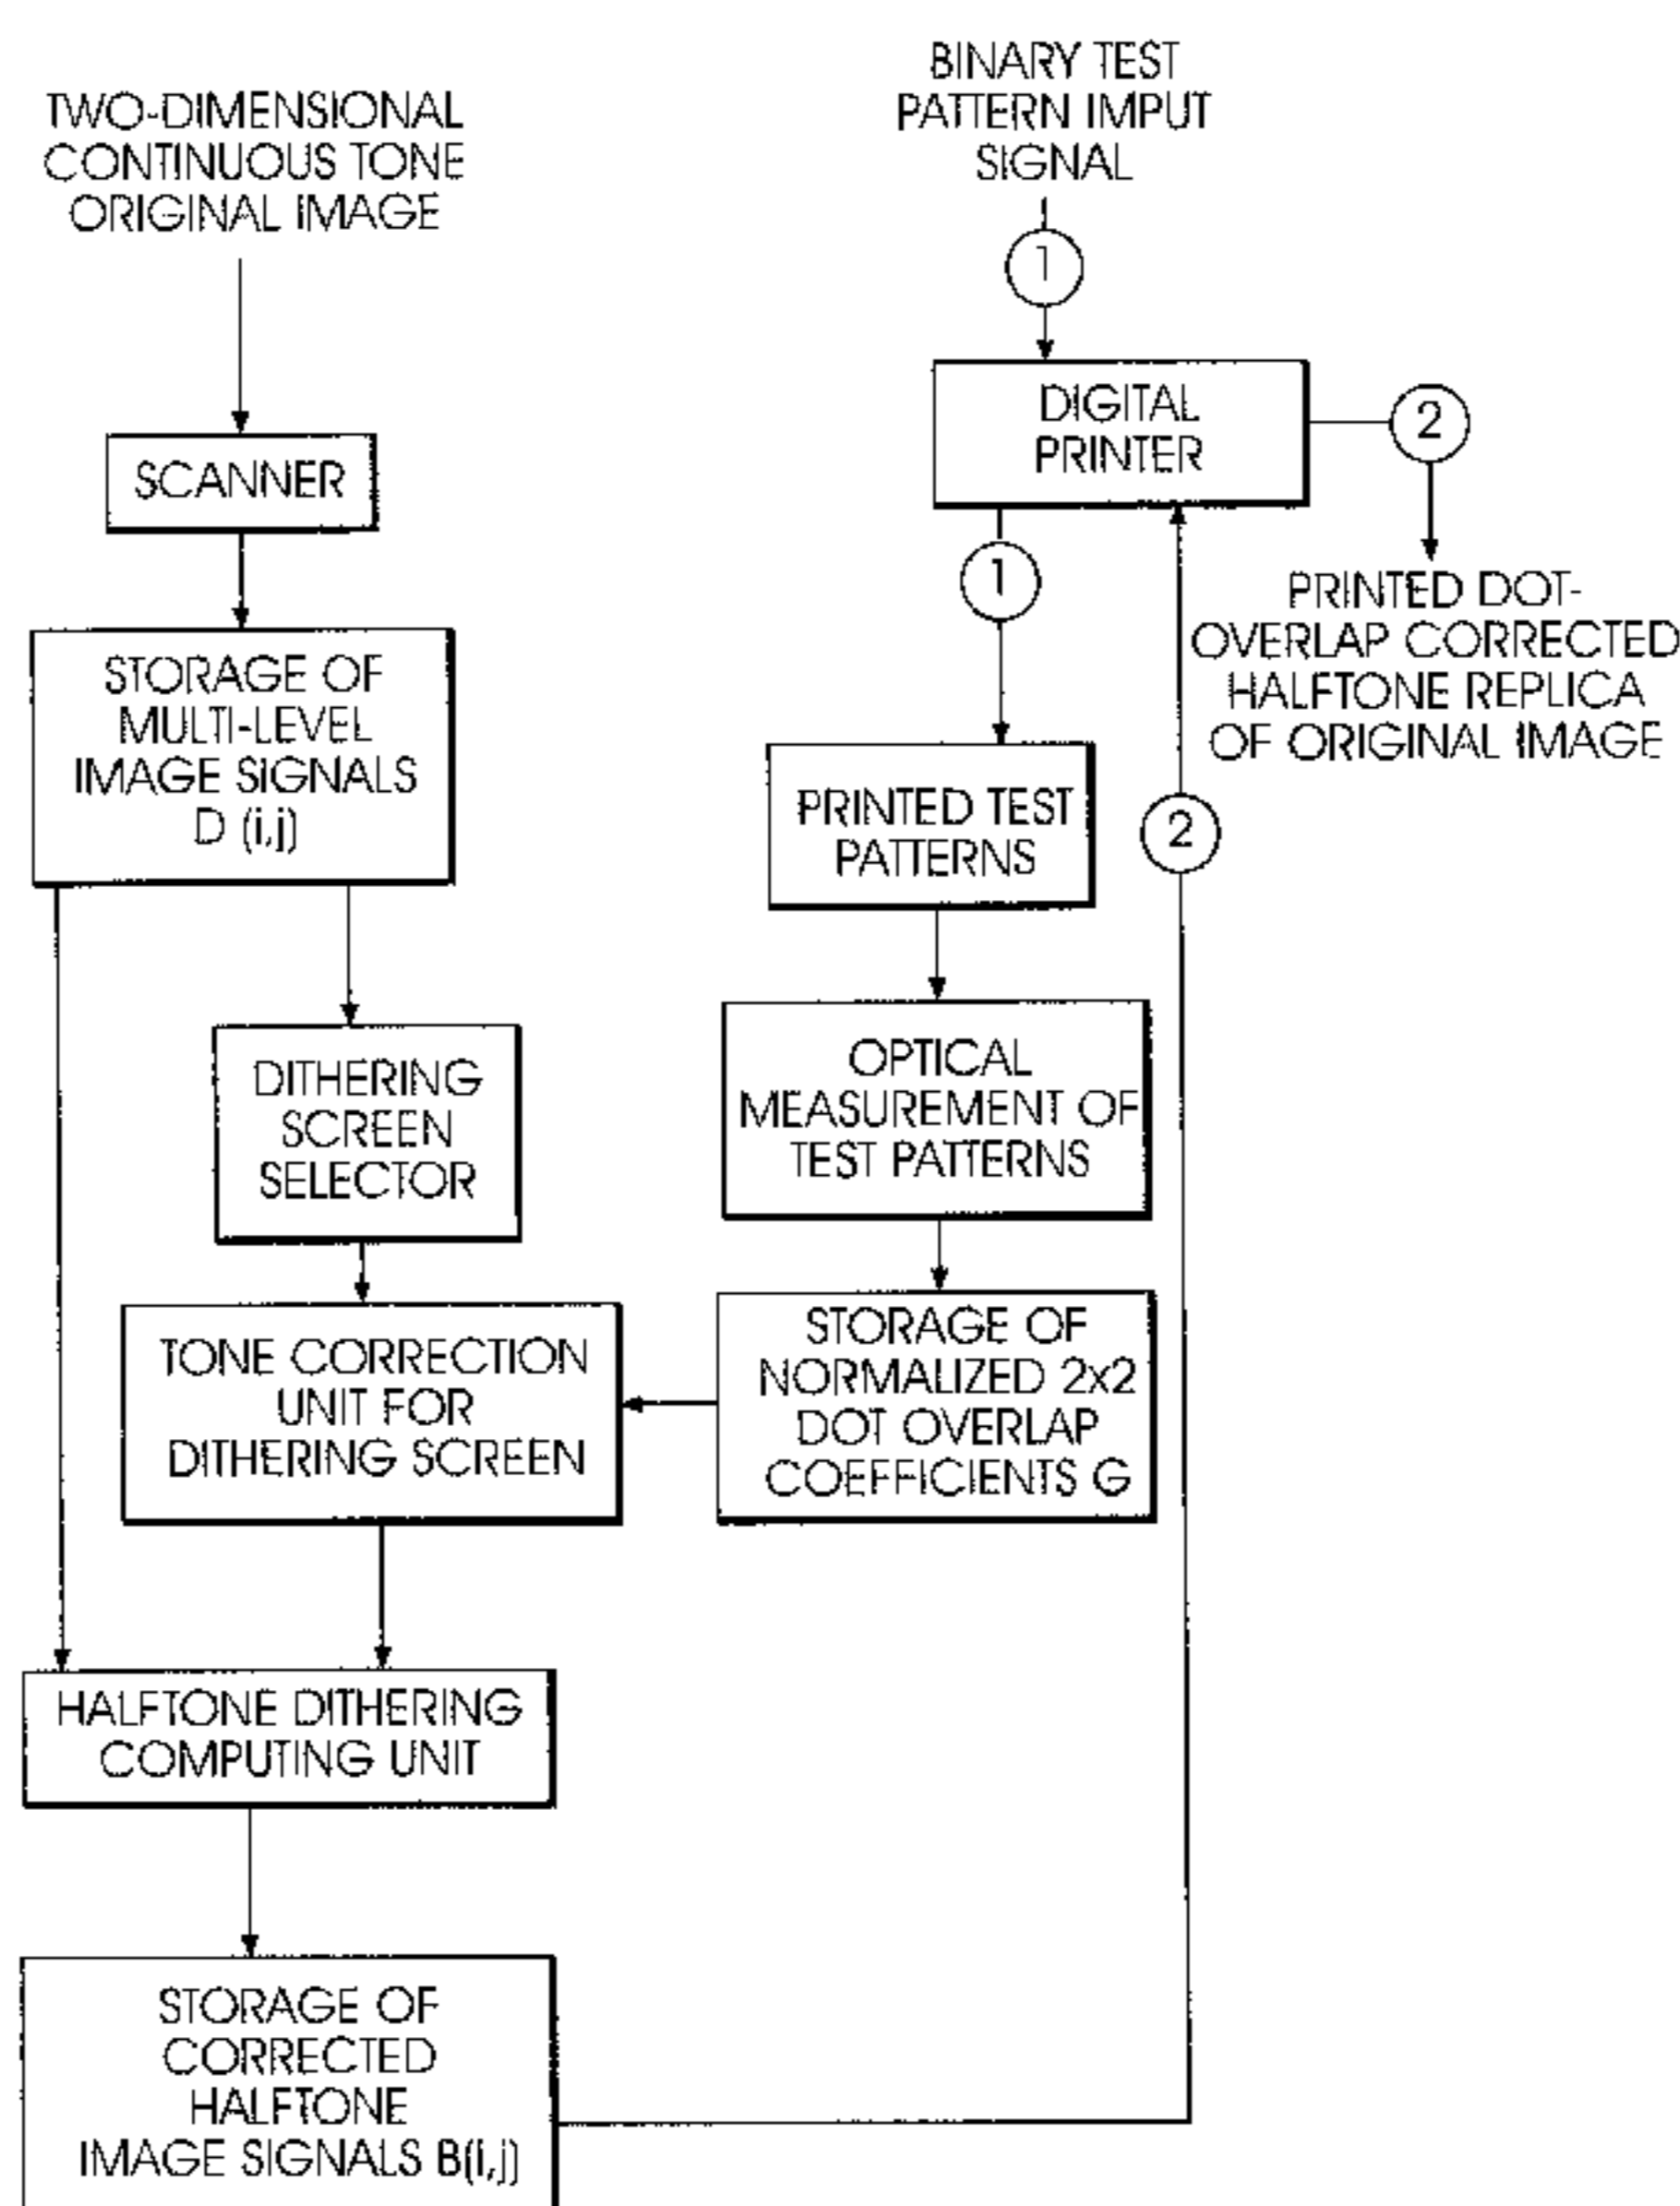 TWO-DIMENSIONAL
CONTINUOUS TONE
ORIGINAL IMAGE
BINARY TEST
PATTERN IMPUT
SIGNAL
1
DIGITAL
PRINTER
2
SCANNER
1
PRINTED DOT-
OVERLAP CORRECTED
HALFTONE REPLICA
OF ORIGINAL IMAGE
STORAGE OF
MULTI-LEVEL
IMAGE SIGNALS
D (i,j)
PRINTED TEST
PATTERNS
2
DITHERING
SCREEN
SELECTOR
OPTICAL
MEASUREMENT OF
TEST PATTERNS
TONE CORRECTION
UNIT FOR
DITHERING SCREEN
STORAGE OF
NORMALIZED 2x2
DOT OVERLAP
COEFFICIENTS G
HALFTONE DITHERING
COMPUTING UNIT
STORAGE OF
CORRECTED
HALFTONE
IMAGE SIGNALS B(i,j)